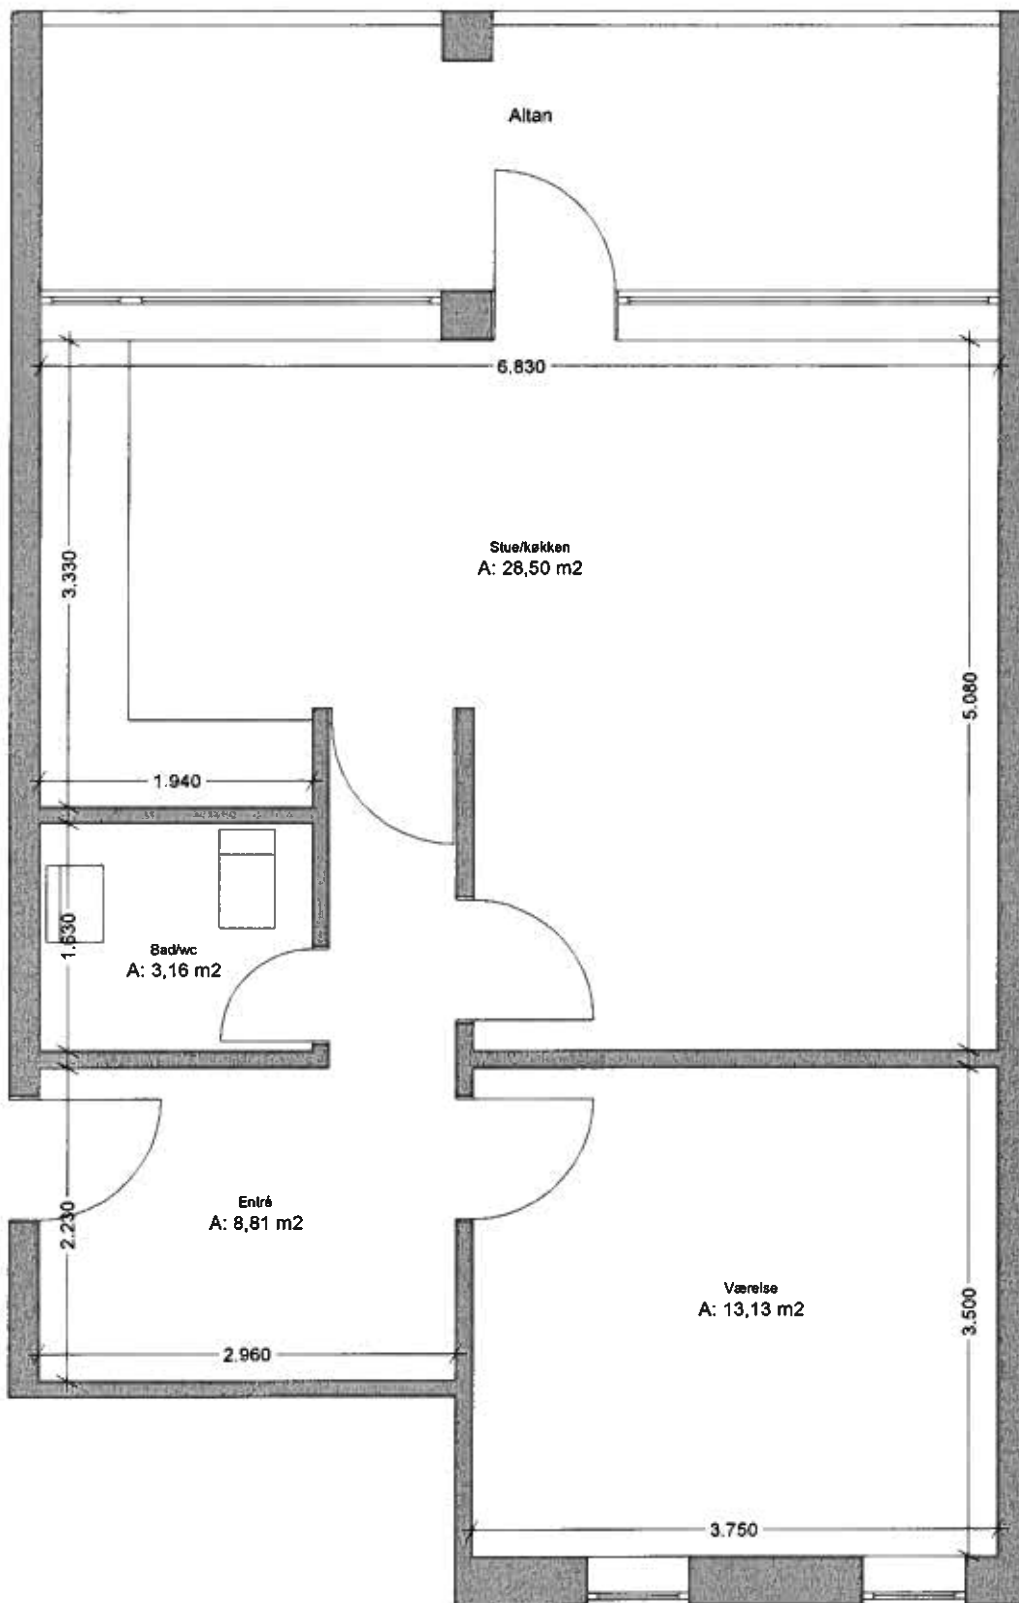 Altan
6.830
3.330
Stue/køkken
A: 28,50 m2
5.080
1.940
1.630
Bad/wc
A: 3,16 m2
2.230
Entré
A: 8,81 m2
Værelse
A: 13,13 m2
3.500
2.960
3.750